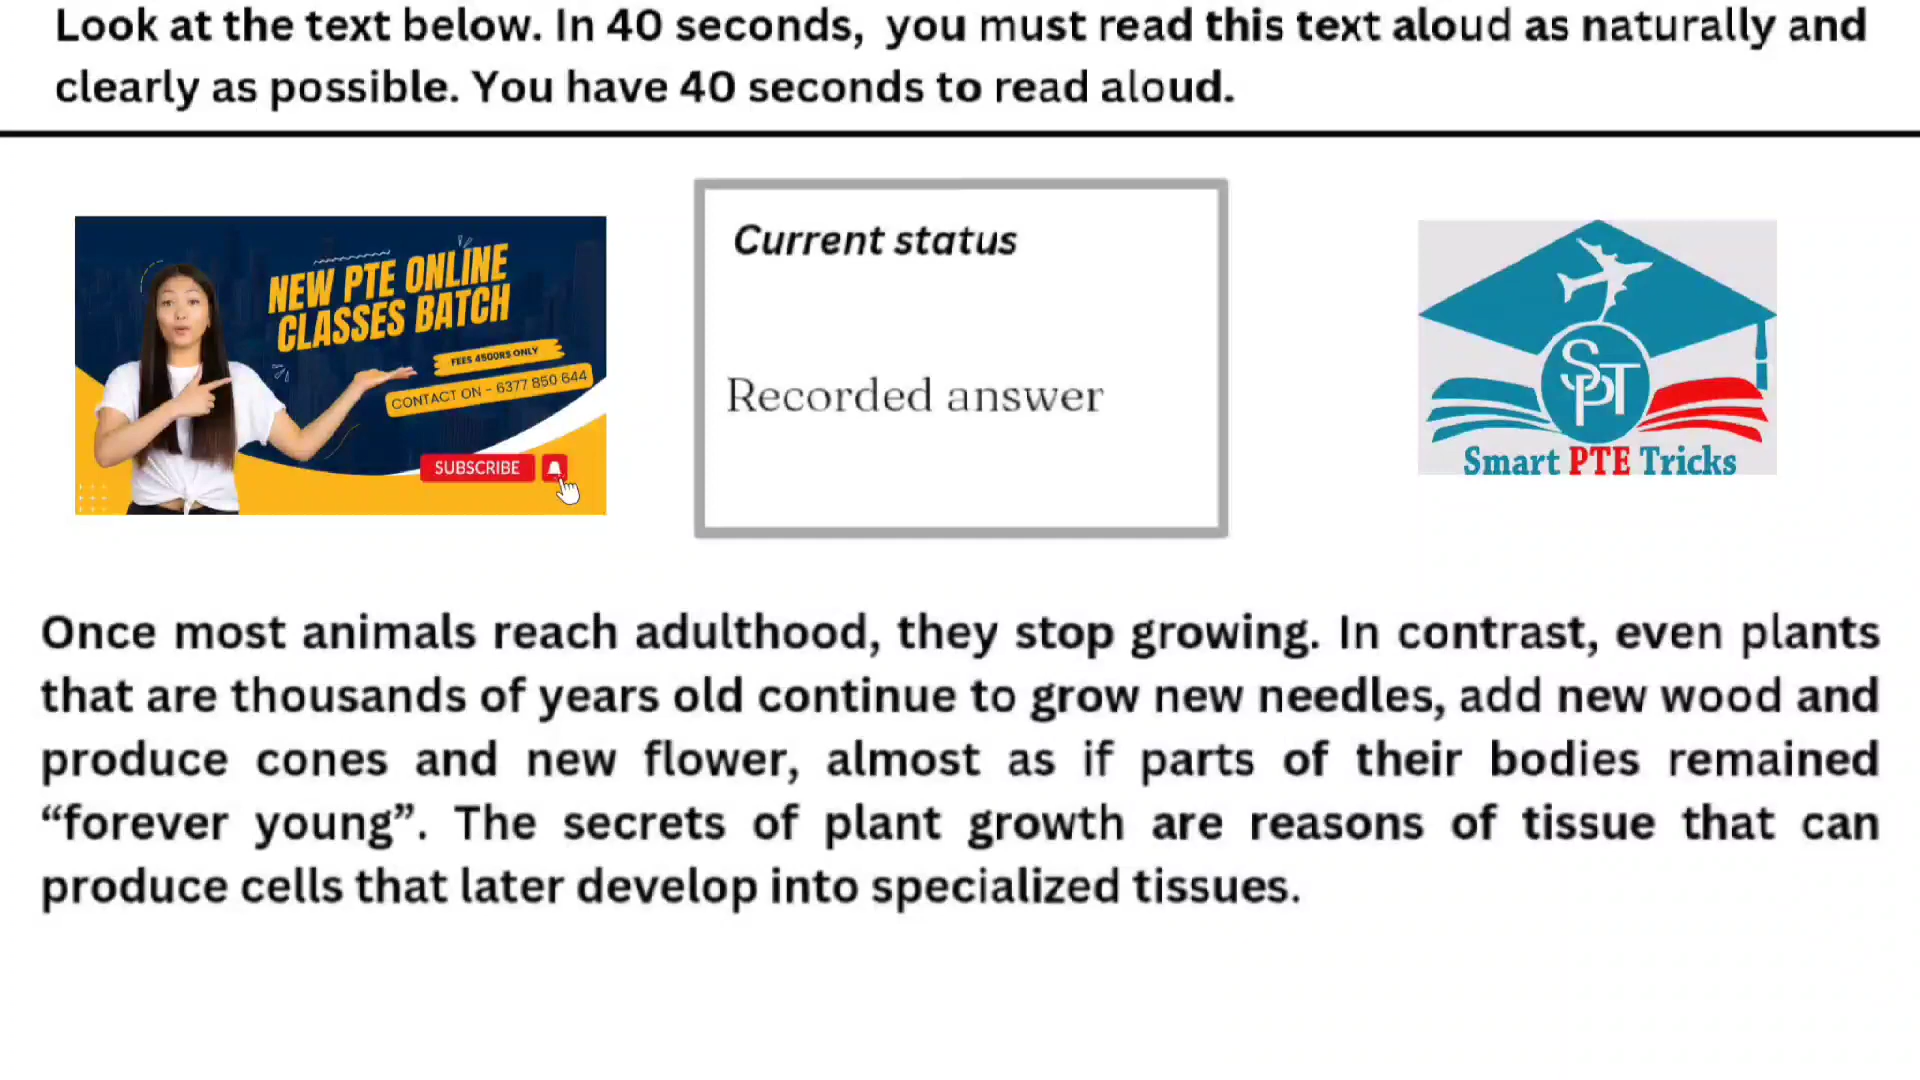 Look at the text below. In 40 seconds, you must read this text aloud as naturally and
clearly as possible. You have 40 seconds to read aloud.
NEW PTE ONLINE
CLASSES BATCH
FEES 4500RS ONLY
CONTACT ON - 6377 850 644
SUBSCRIBE
Current status
Recorded answer
SPT
Smart PTE Tricks
Once most animals reach adulthood, they stop growing. In contrast, even plants
that are thousands of years old continue to grow new needles, add new wood and
produce cones and new flower, almost as if parts of their bodies remained
“forever young”. The secrets of plant growth are reasons of tissue that can
produce cells that later develop into specialized tissues.